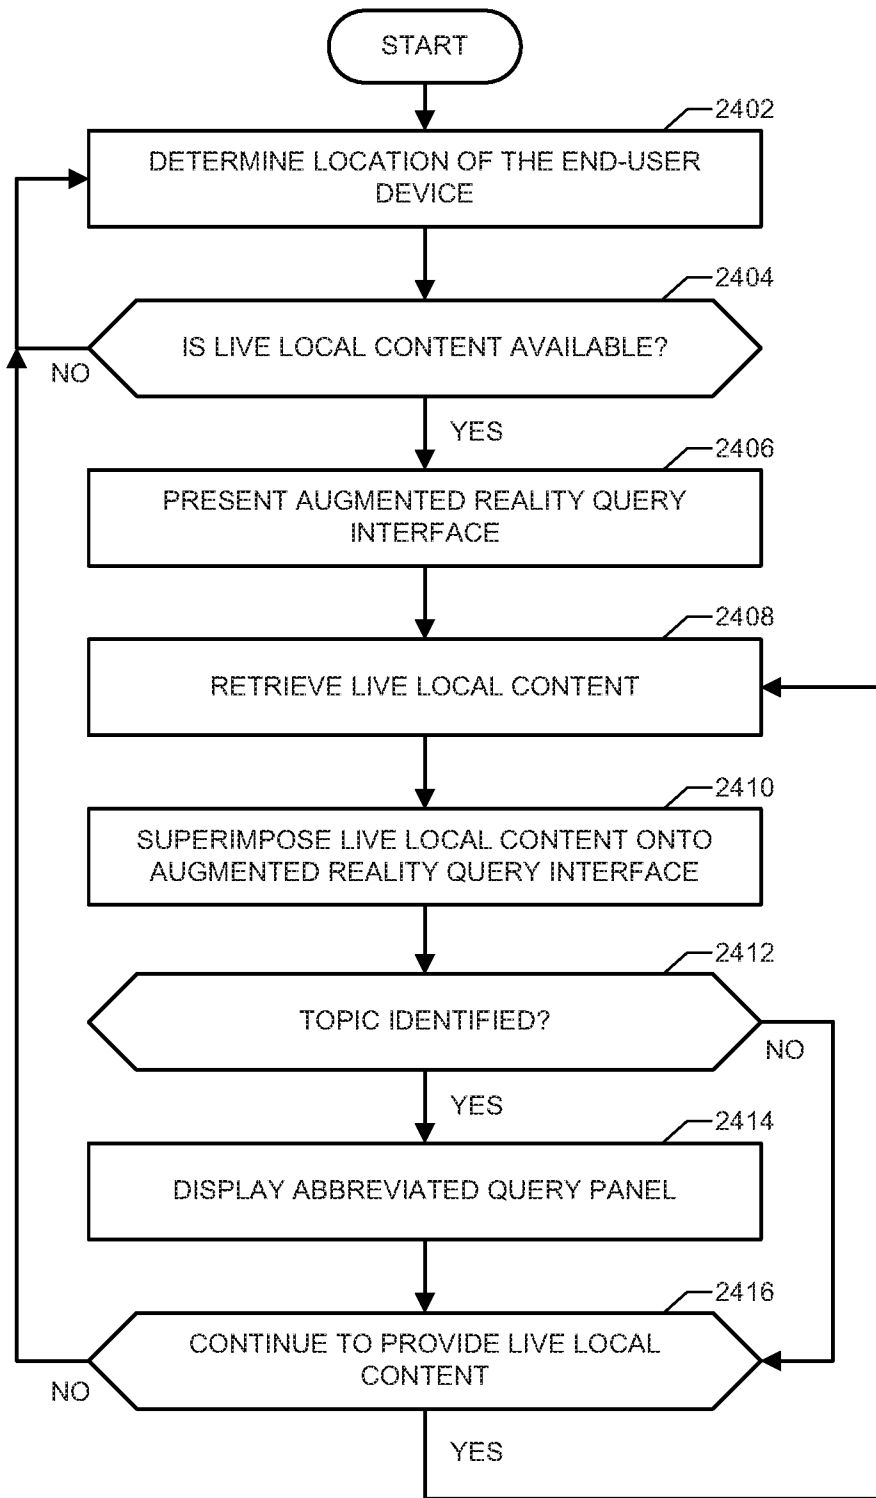 START
2402
DETERMINE LOCATION OF THE END-USER
DEVICE
2404
IS LIVE LOCAL CONTENT AVAILABLE?
NO
YES
2406
PRESENT AUGMENTED REALITY QUERY
INTERFACE
2408
RETRIEVE LIVE LOCAL CONTENT
2410
SUPERIMPOSE LIVE LOCAL CONTENT ONTO
AUGMENTED REALITY QUERY INTERFACE
2412
TOPIC IDENTIFIED?
NO
YES
2414
DISPLAY ABBREVIATED QUERY PANEL
2416
CONTINUE TO PROVIDE LIVE LOCAL
CONTENT
NO
YES